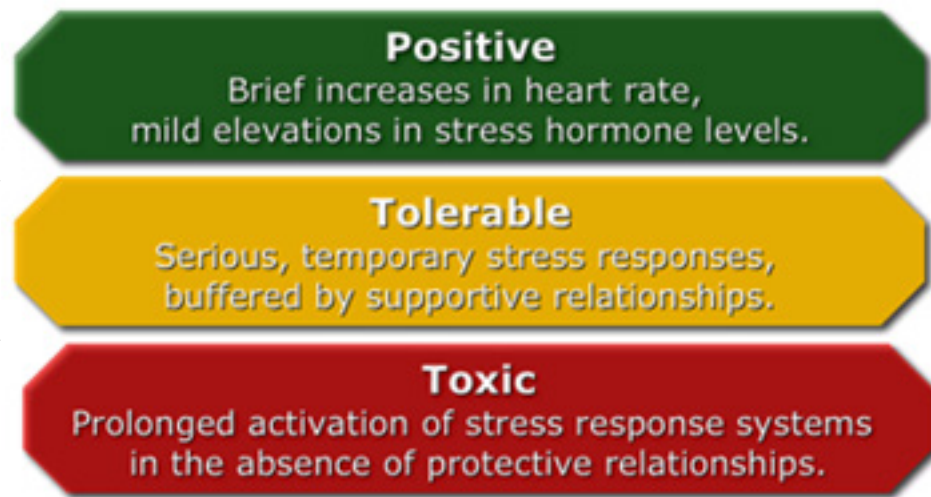 Positive
Brief increases in heart rate,
mild elevations in stress hormone levels.
Tolerable
Serious, temporary stress responses,
buffered by supportive relationships.
Toxic
Prolonged activation of stress response systems
in the absence of protective relationships.